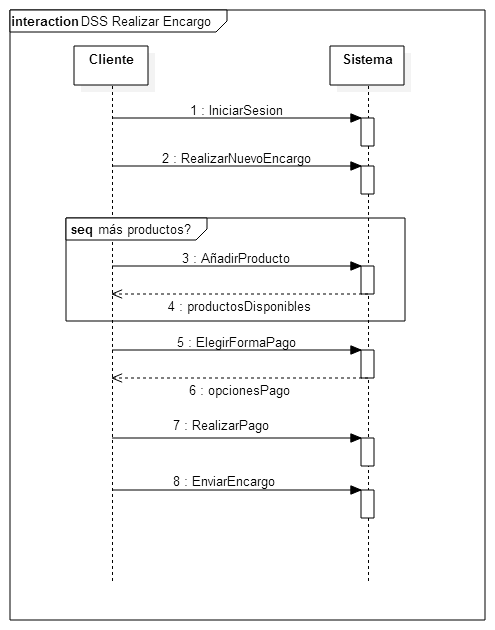 interaction DSS Realizar Encargo
Cliente
Sistema
1 : IniciarSesion
2 : RealizarNuevoEncargo
seq más productos?
3 : AñadirProducto
4 : productosDisponibles
5 : ElegirFormaPago
6 : opcionesPago
7 : RealizarPago
8 : EnviarEncargo